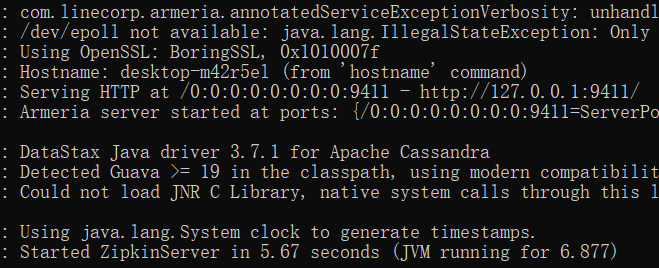 : com.linecorp.armeria.annotatedServiceExceptionVerbosity: unhandl
: /dev/epoll not available: java.lang.IllegalStateException: Only
: Using OpenSSL: BoringSSL, 0x1010007f
: Hostname: desktop-m42r5el (from 'hostname' command)
: Serving HTTP at /0:0:0:0:0:0:0:0:9411 - http://127.0.0.1:9411/
: Armeria server started at ports: {/0:0:0:0:0:0:0:0:9411=ServerPo
: DataStax Java driver 3.7.1 for Apache Cassandra
: Detected Guava >= 19 in the classpath, using modern compatibilit
: Could not load JNR C Library, native system calls through this l
: Using java.lang.System clock to generate timestamps.
: Started ZipkinServer in 5.67 seconds (JVM running for 6.877)